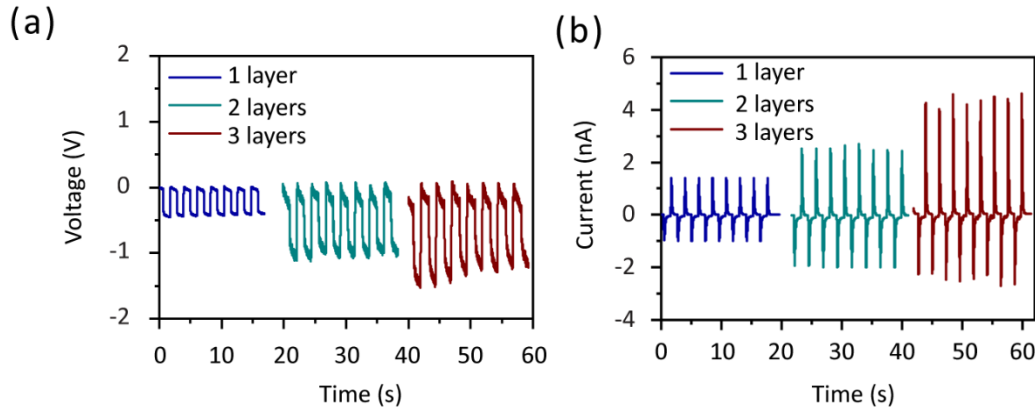 (a)
Voltage (V)
2
1
0
-1
-2
1 layer
2 layers
3 layers
0 10 20 30 40 50 60
Time (s)
(b)
Current (nA)
6
4
2
0
-2
-4
1 layer
2 layers
3 layers
0 10 20 30 40 50 60
Time (s)